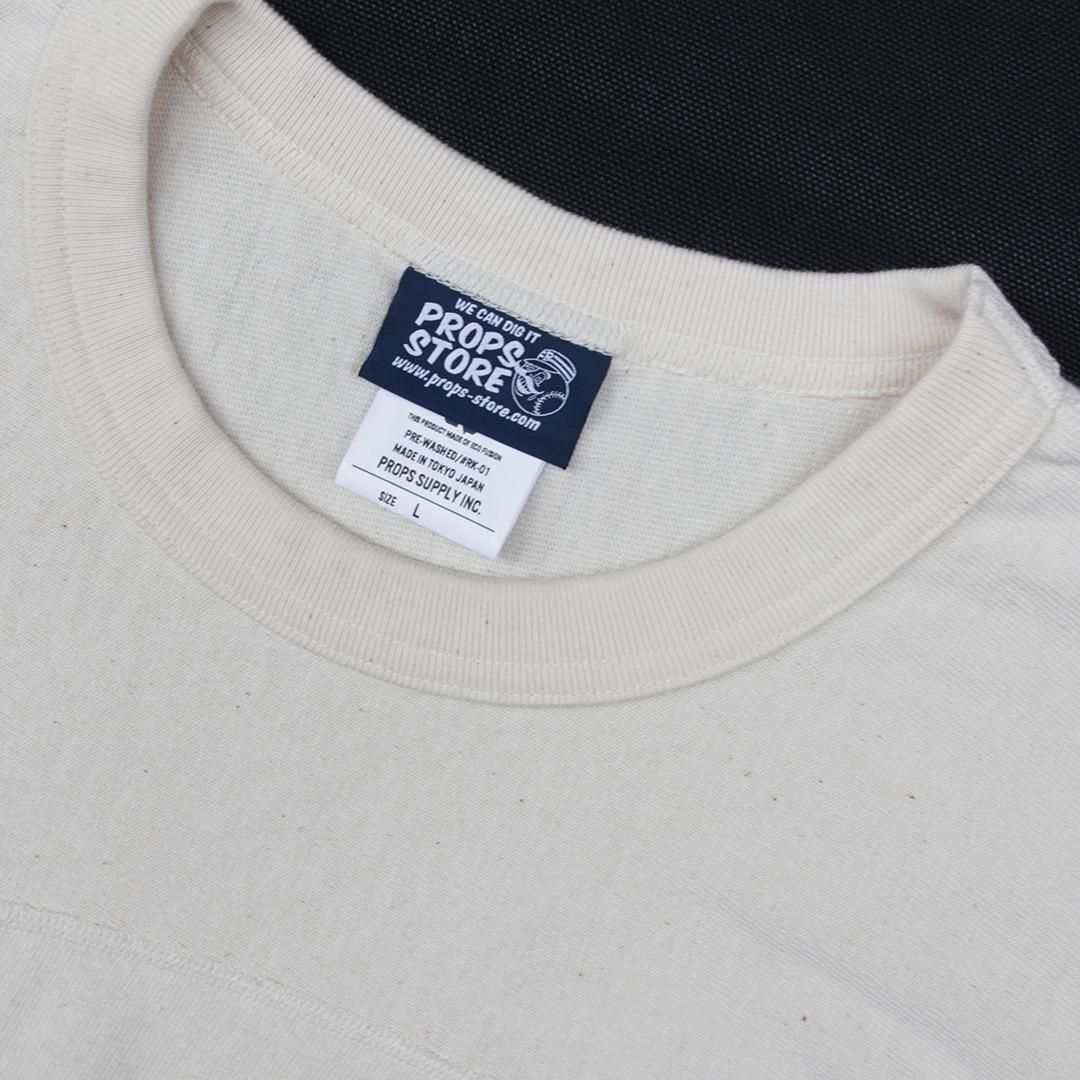 WE CAN DIG IT
PROPS
STORE
www.props-store.com
THIS PRODUCT MADE OF ECO FUSION
PRE-WASHED/#RK-01
MADE IN TOKYO JAPAN
PROPS SUPPLY INC.
SIZE L